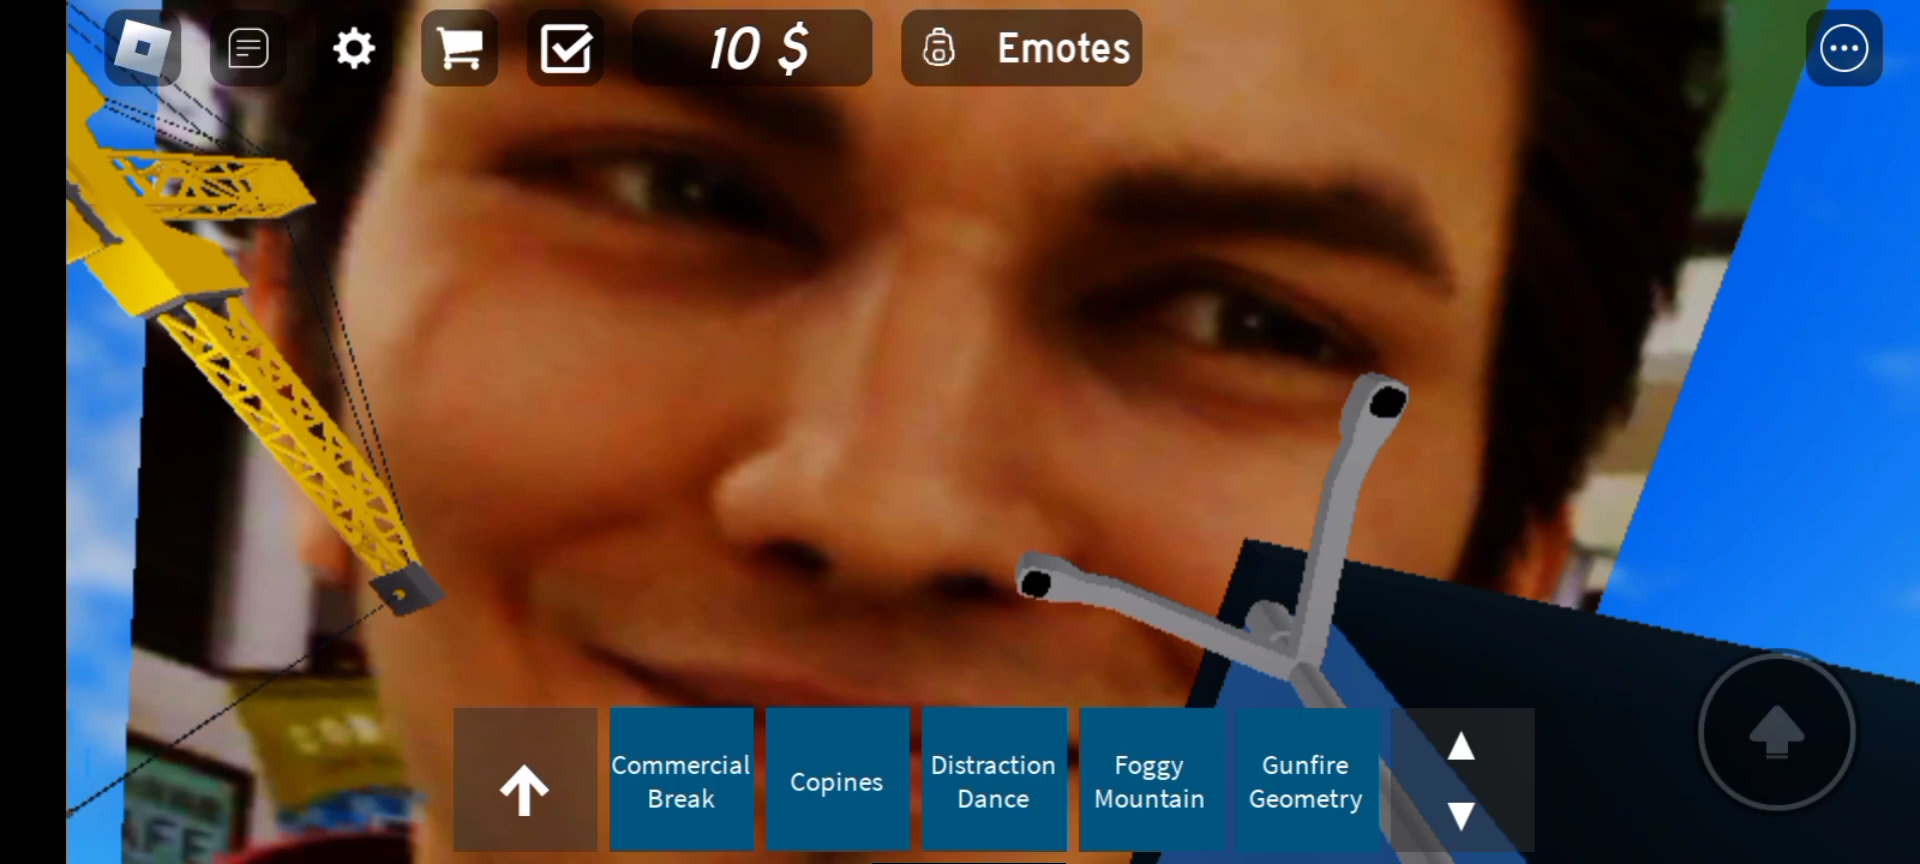 10 $
Emotes
Commercial
Break
Copines
Distraction
Dance
Foggy
Mountain
Gunfire
Geometry